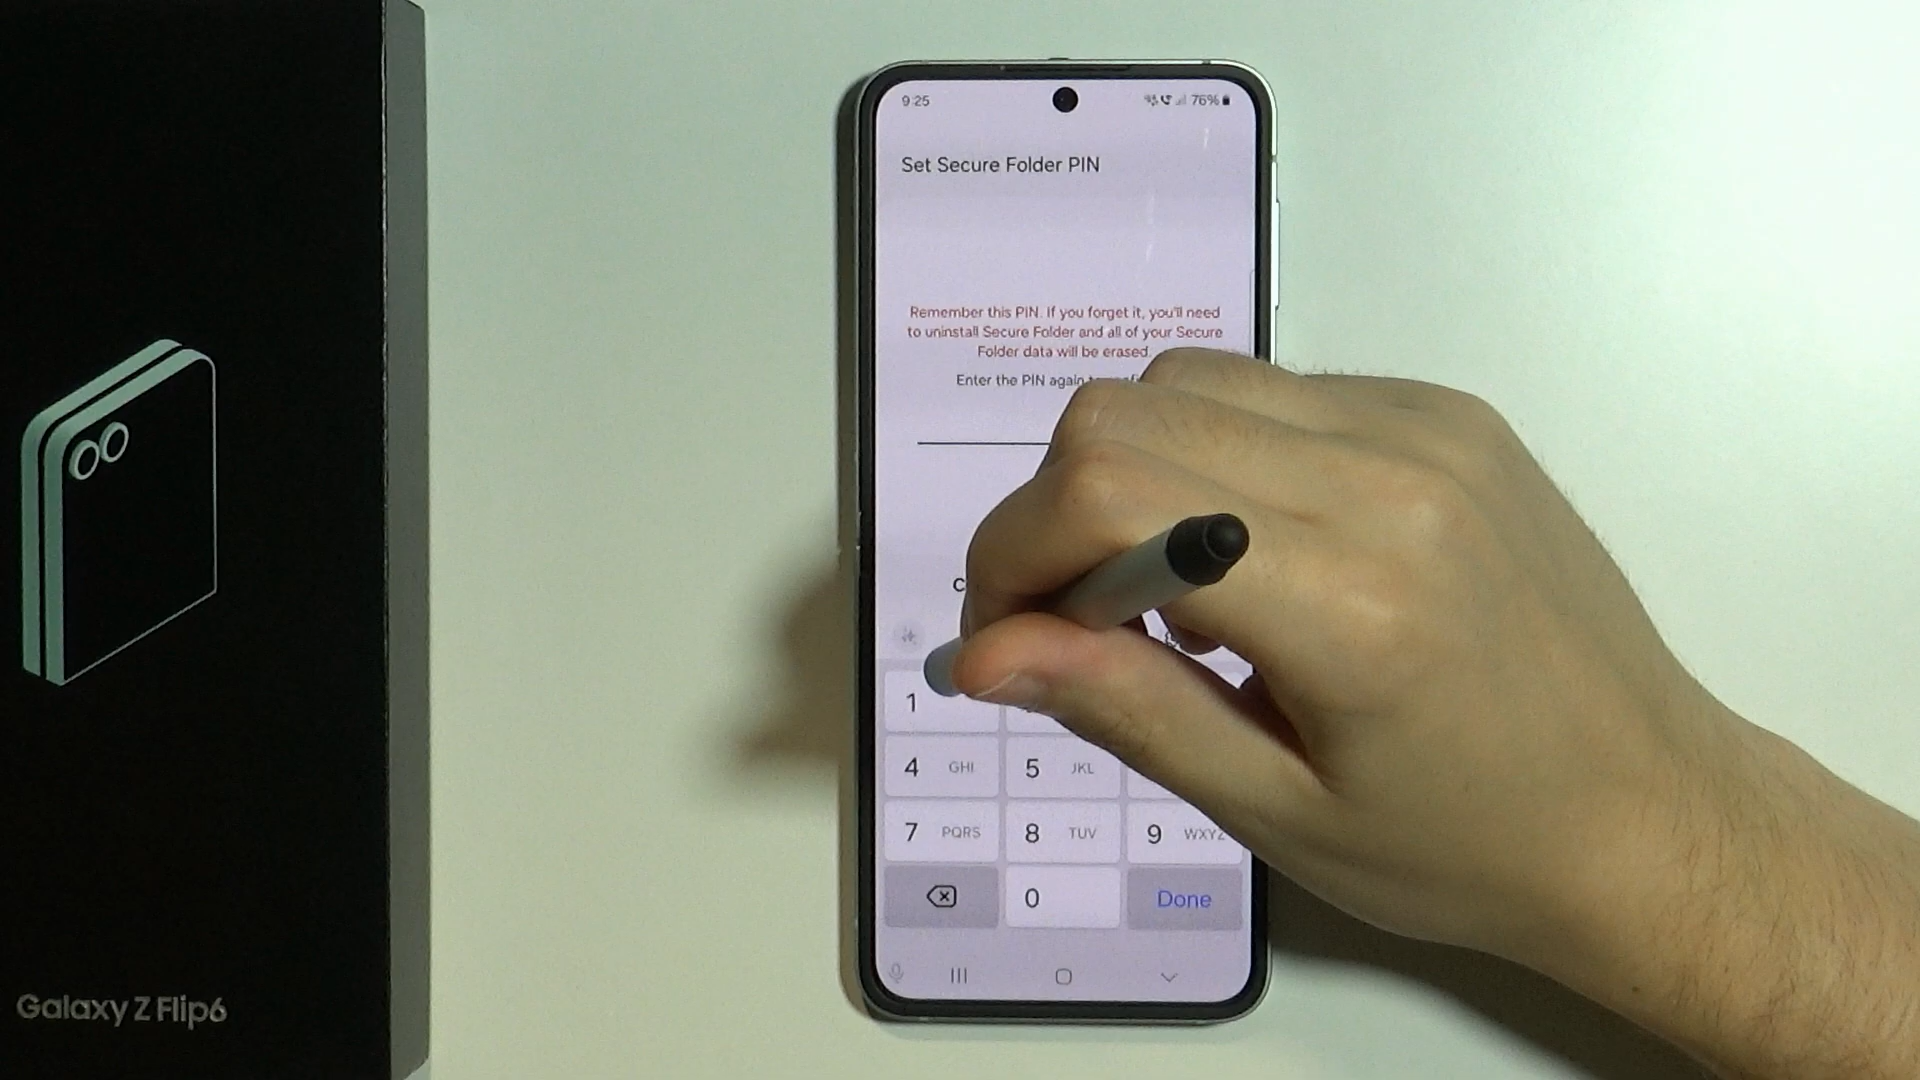 9:25
76%
Set Secure Folder PIN
Remember this PIN. If you forget it, you'll need
to uninstall Secure Folder and all of your Secure
Folder data will be erased.
Enter the PIN again to
C
1
4 GHI 5 JKL
7 PQRS 8 TUV 9 WXYZ
0 Done
Galaxy Z Flip6